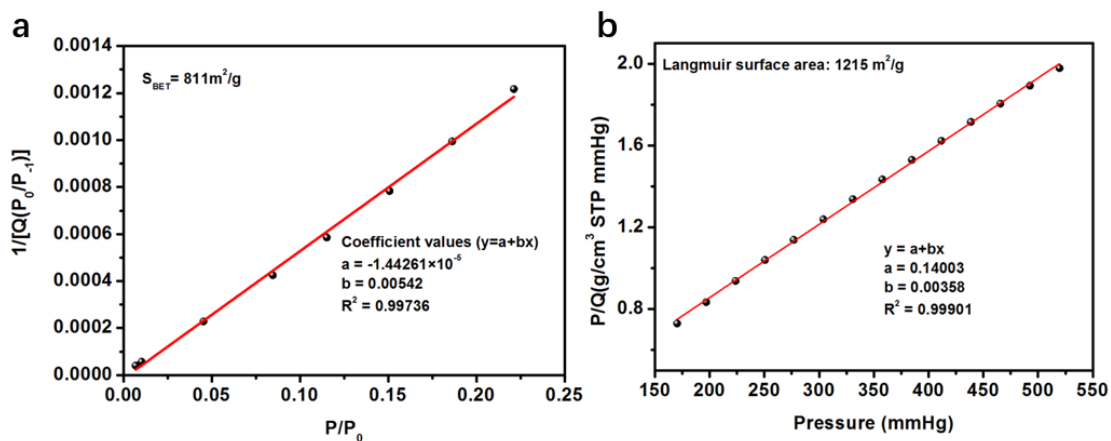 a
S_BET= 811m²/g
1/[Q(P₀/P₋₁)]
0.0014
0.0012
0.0010
0.0008
0.0006
0.0004
0.0002
0.0000
Coefficient values (y=a+bx)
a = -1.44261×10⁻⁵
b = 0.00542
R² = 0.99736
0.00 0.05 0.10 0.15 0.20 0.25
P/P₀
b
Langmuir surface area: 1215 m²/g
P/Q(g/cm³ STP mmHg)
2.0
1.6
1.2
0.8
y = a+bx
a = 0.14003
b = 0.00358
R² = 0.99901
150 200 250 300 350 400 450 500 550
Pressure (mmHg)